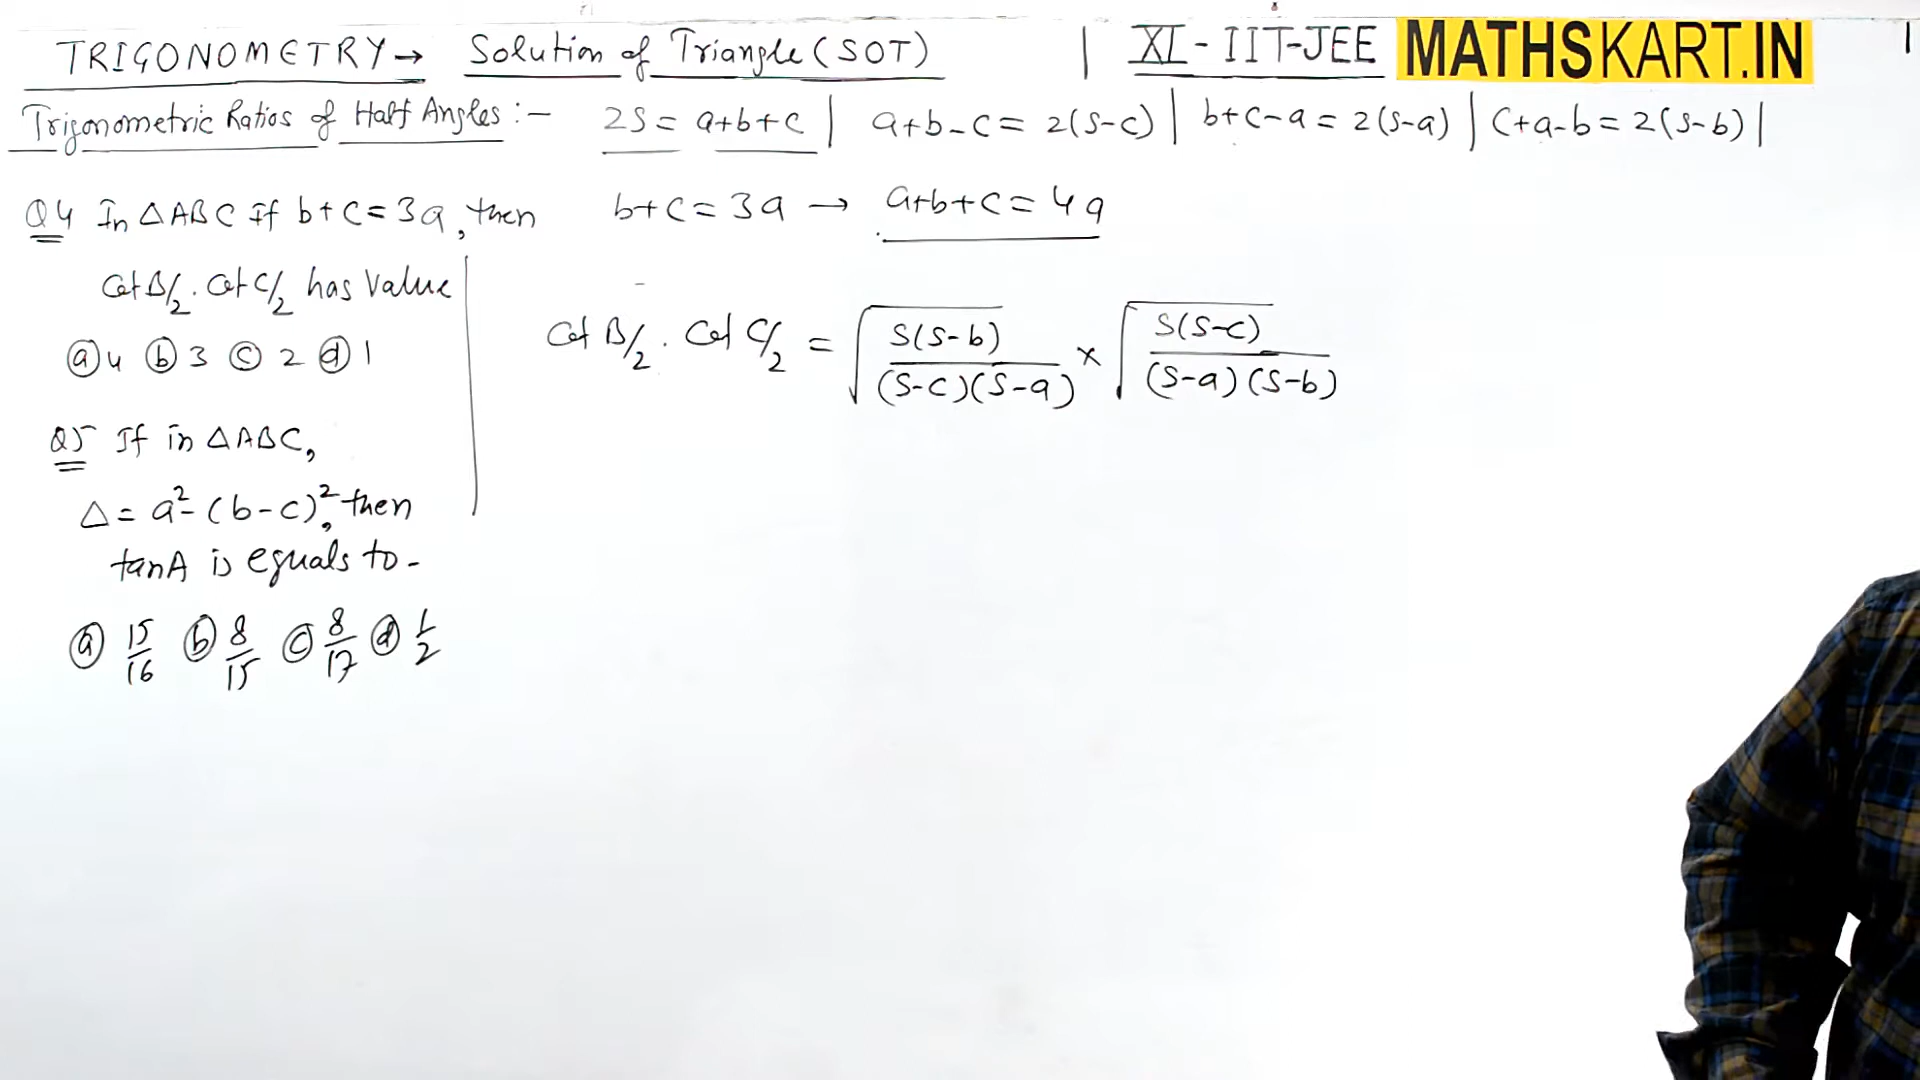 TRIGONOMETRY → Solution of Triangle (SOT) | XI - IIT-JEE MATHSKART.IN
Trigonometric Ratios of Half Angles :- 2S = a+b+c | a+b-c = 2(S-c) | b+c-a = 2(S-a) | c+a-b = 2(S-b) |
Q4 In △ABC If b+c = 3a, then
Cot B/2 . Cot C/2 has Value
(a) 4 (b) 3 (c) 2 (d) 1
Q5 If in △ABC,
△ = a² - (b-c)², then
tanA is equals to -
(a) 15/16 (b) 8/15 (c) 8/17 (d) 1/2
b+c = 3a → a+b+c = 4a
Cot B/2 . Cot C/2 = √(S(S-b)/(S-c)(S-a)) × √(S(S-c)/(S-a)(S-b))